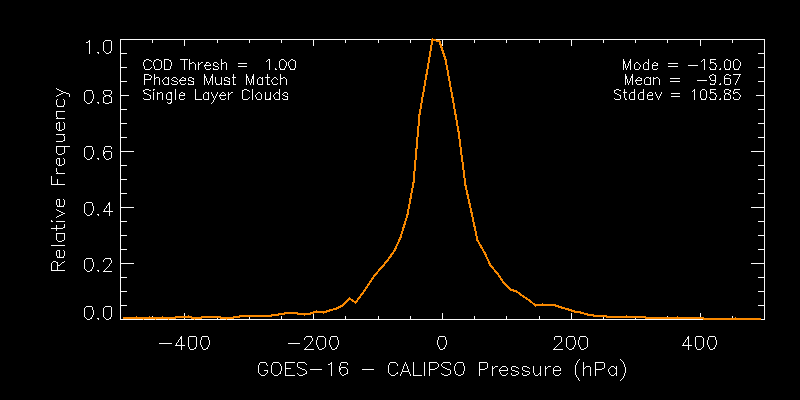 COD Thresh = 1.00
Phases Must Match
Single Layer Clouds
Mode = −15.00
Mean = −9.67
Stddev = 105.85
Relative Frequency
1.0
0.8
0.6
0.4
0.2
0.0
−400 −200 0 200 400
GOES−16 − CALIPSO Pressure (hPa)